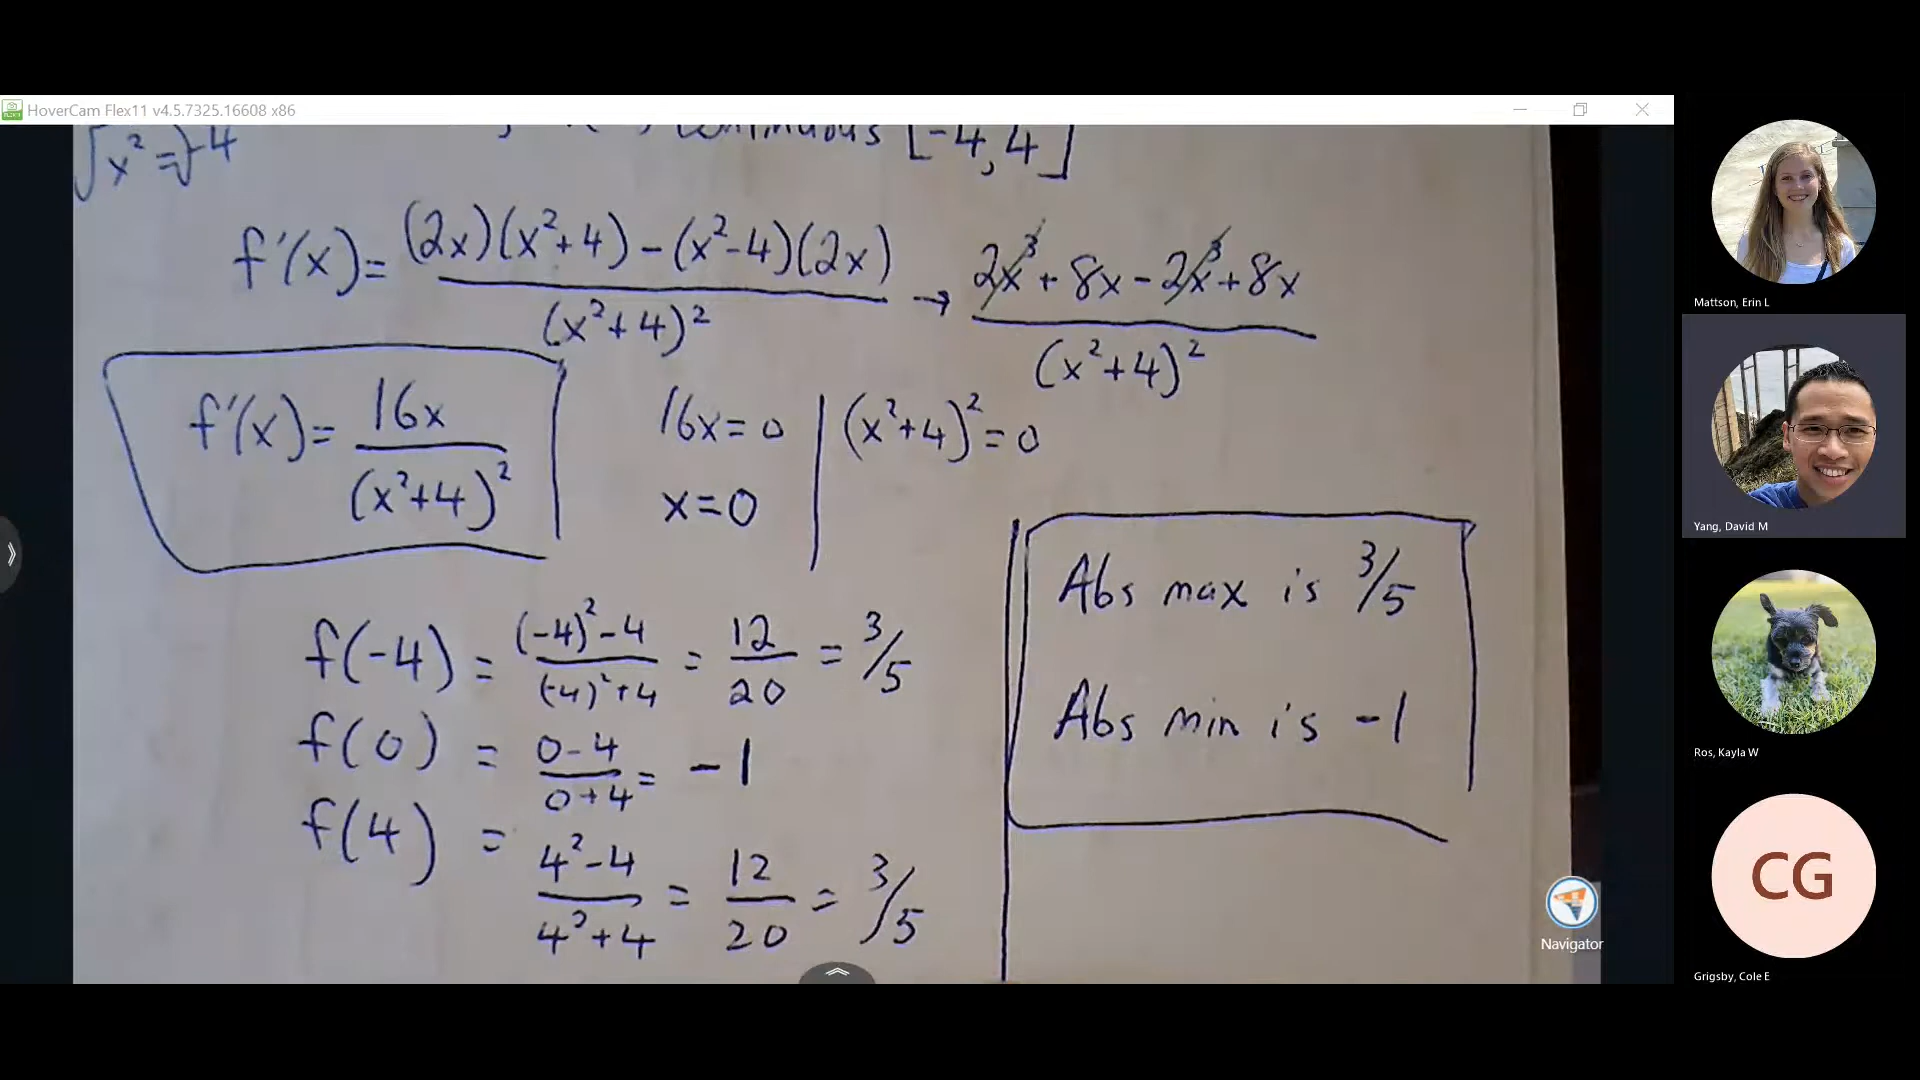 HoverCam Flex11 v4.5.7325.16608 x86
√x² = √-4
continuous [-4, 4]
f'(x) = (2x)(x²+4) - (x²-4)(2x) / (x²+4)² → 2x³ + 8x - 2x³ + 8x / (x²+4)²
f'(x) = 16x / (x²+4)²
16x = 0 | (x²+4)² = 0
x = 0
f(-4) = (-4)² - 4 / (-4)² + 4 = 12/20 = 3/5
f(0) = 0-4 / 0+4 = -1
f(4) = 4²-4 / 4²+4 = 12/20 = 3/5
Abs max is 3/5
Abs min is -1
Navigator
Mattson, Erin L
Yang, David M
Ros, Kayla W
CG
Grigsby, Cole E